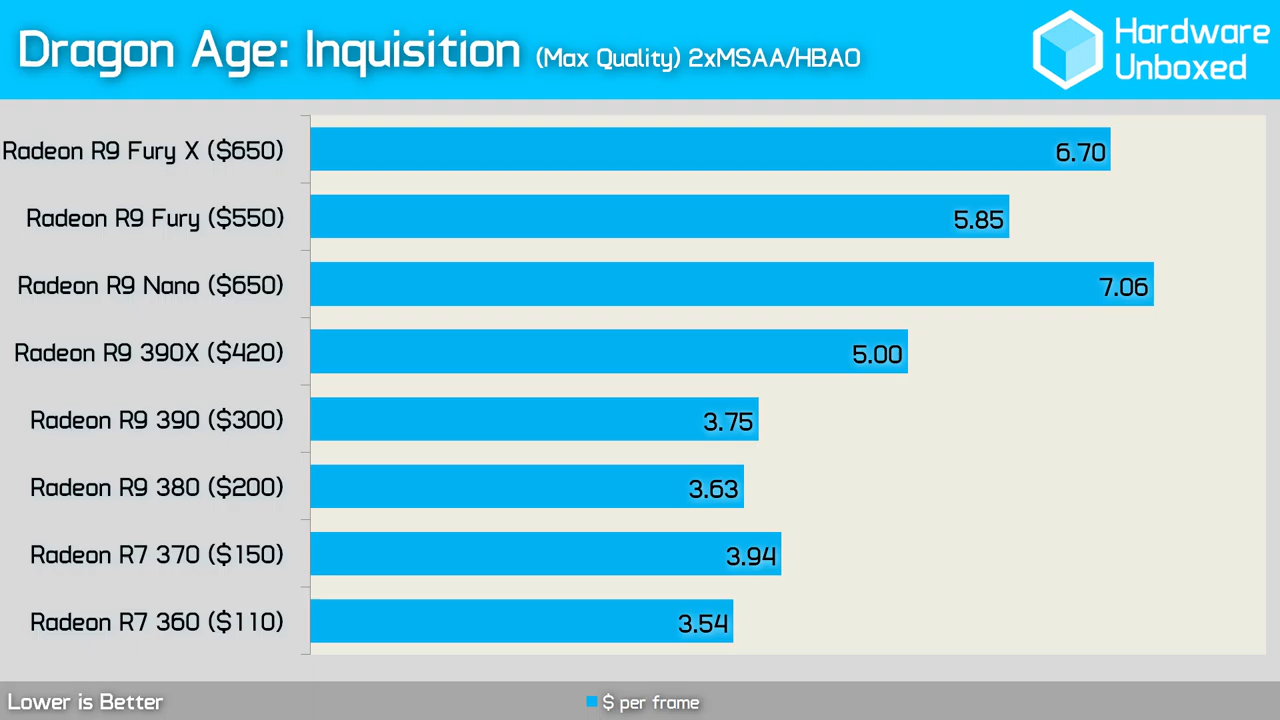 Dragon Age: Inquisition (Max Quality) 2xMSAA/HBAO
Hardware
Unboxed
Radeon R9 Fury X ($650) 6.70
Radeon R9 Fury ($550) 5.85
Radeon R9 Nano ($650) 7.06
Radeon R9 390X ($420) 5.00
Radeon R9 390 ($300) 3.75
Radeon R9 380 ($200) 3.63
Radeon R7 370 ($150) 3.94
Radeon R7 360 ($110) 3.54
Lower is Better
$ per frame